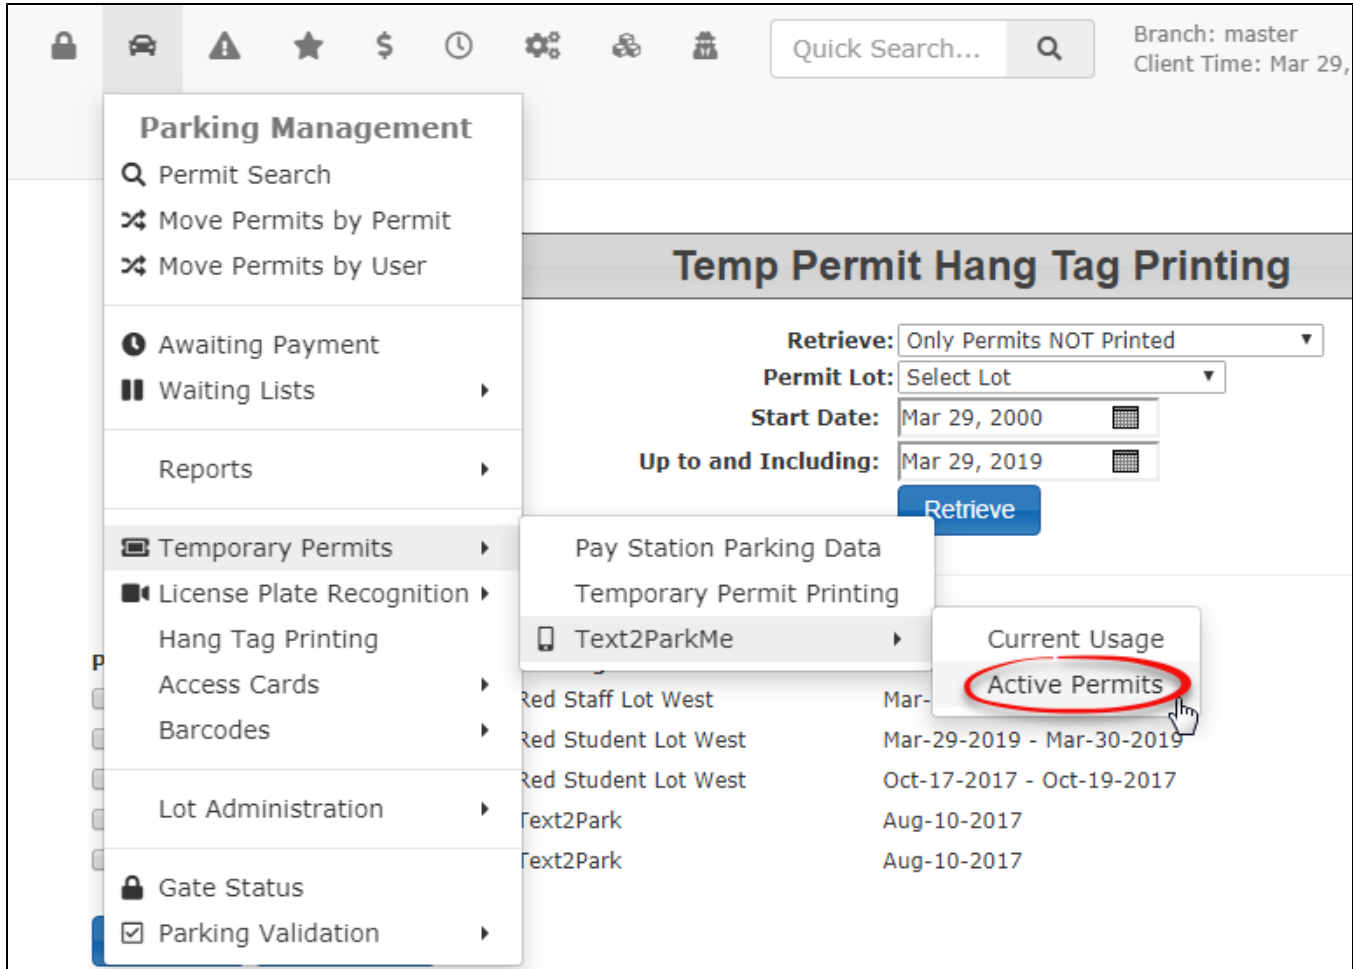 Quick Search...
Branch: master
Client Time: Mar 29,
Parking Management
Permit Search
Move Permits by Permit
Move Permits by User
Awaiting Payment
Waiting Lists
Reports
Temporary Permits
License Plate Recognition
Hang Tag Printing
Access Cards
Barcodes
Lot Administration
Gate Status
Parking Validation
Temp Permit Hang Tag Printing
Retrieve: Only Permits NOT Printed
Permit Lot: Select Lot
Start Date: Mar 29, 2000
Up to and Including: Mar 29, 2019
Retrieve
Pay Station Parking Data
Temporary Permit Printing
Text2ParkMe
Current Usage
Active Permits
P
Red Staff Lot West Mar-
Red Student Lot West Mar-29-2019 - Mar-30-2019
Red Student Lot West Oct-17-2017 - Oct-19-2017
Text2Park Aug-10-2017
Text2Park Aug-10-2017